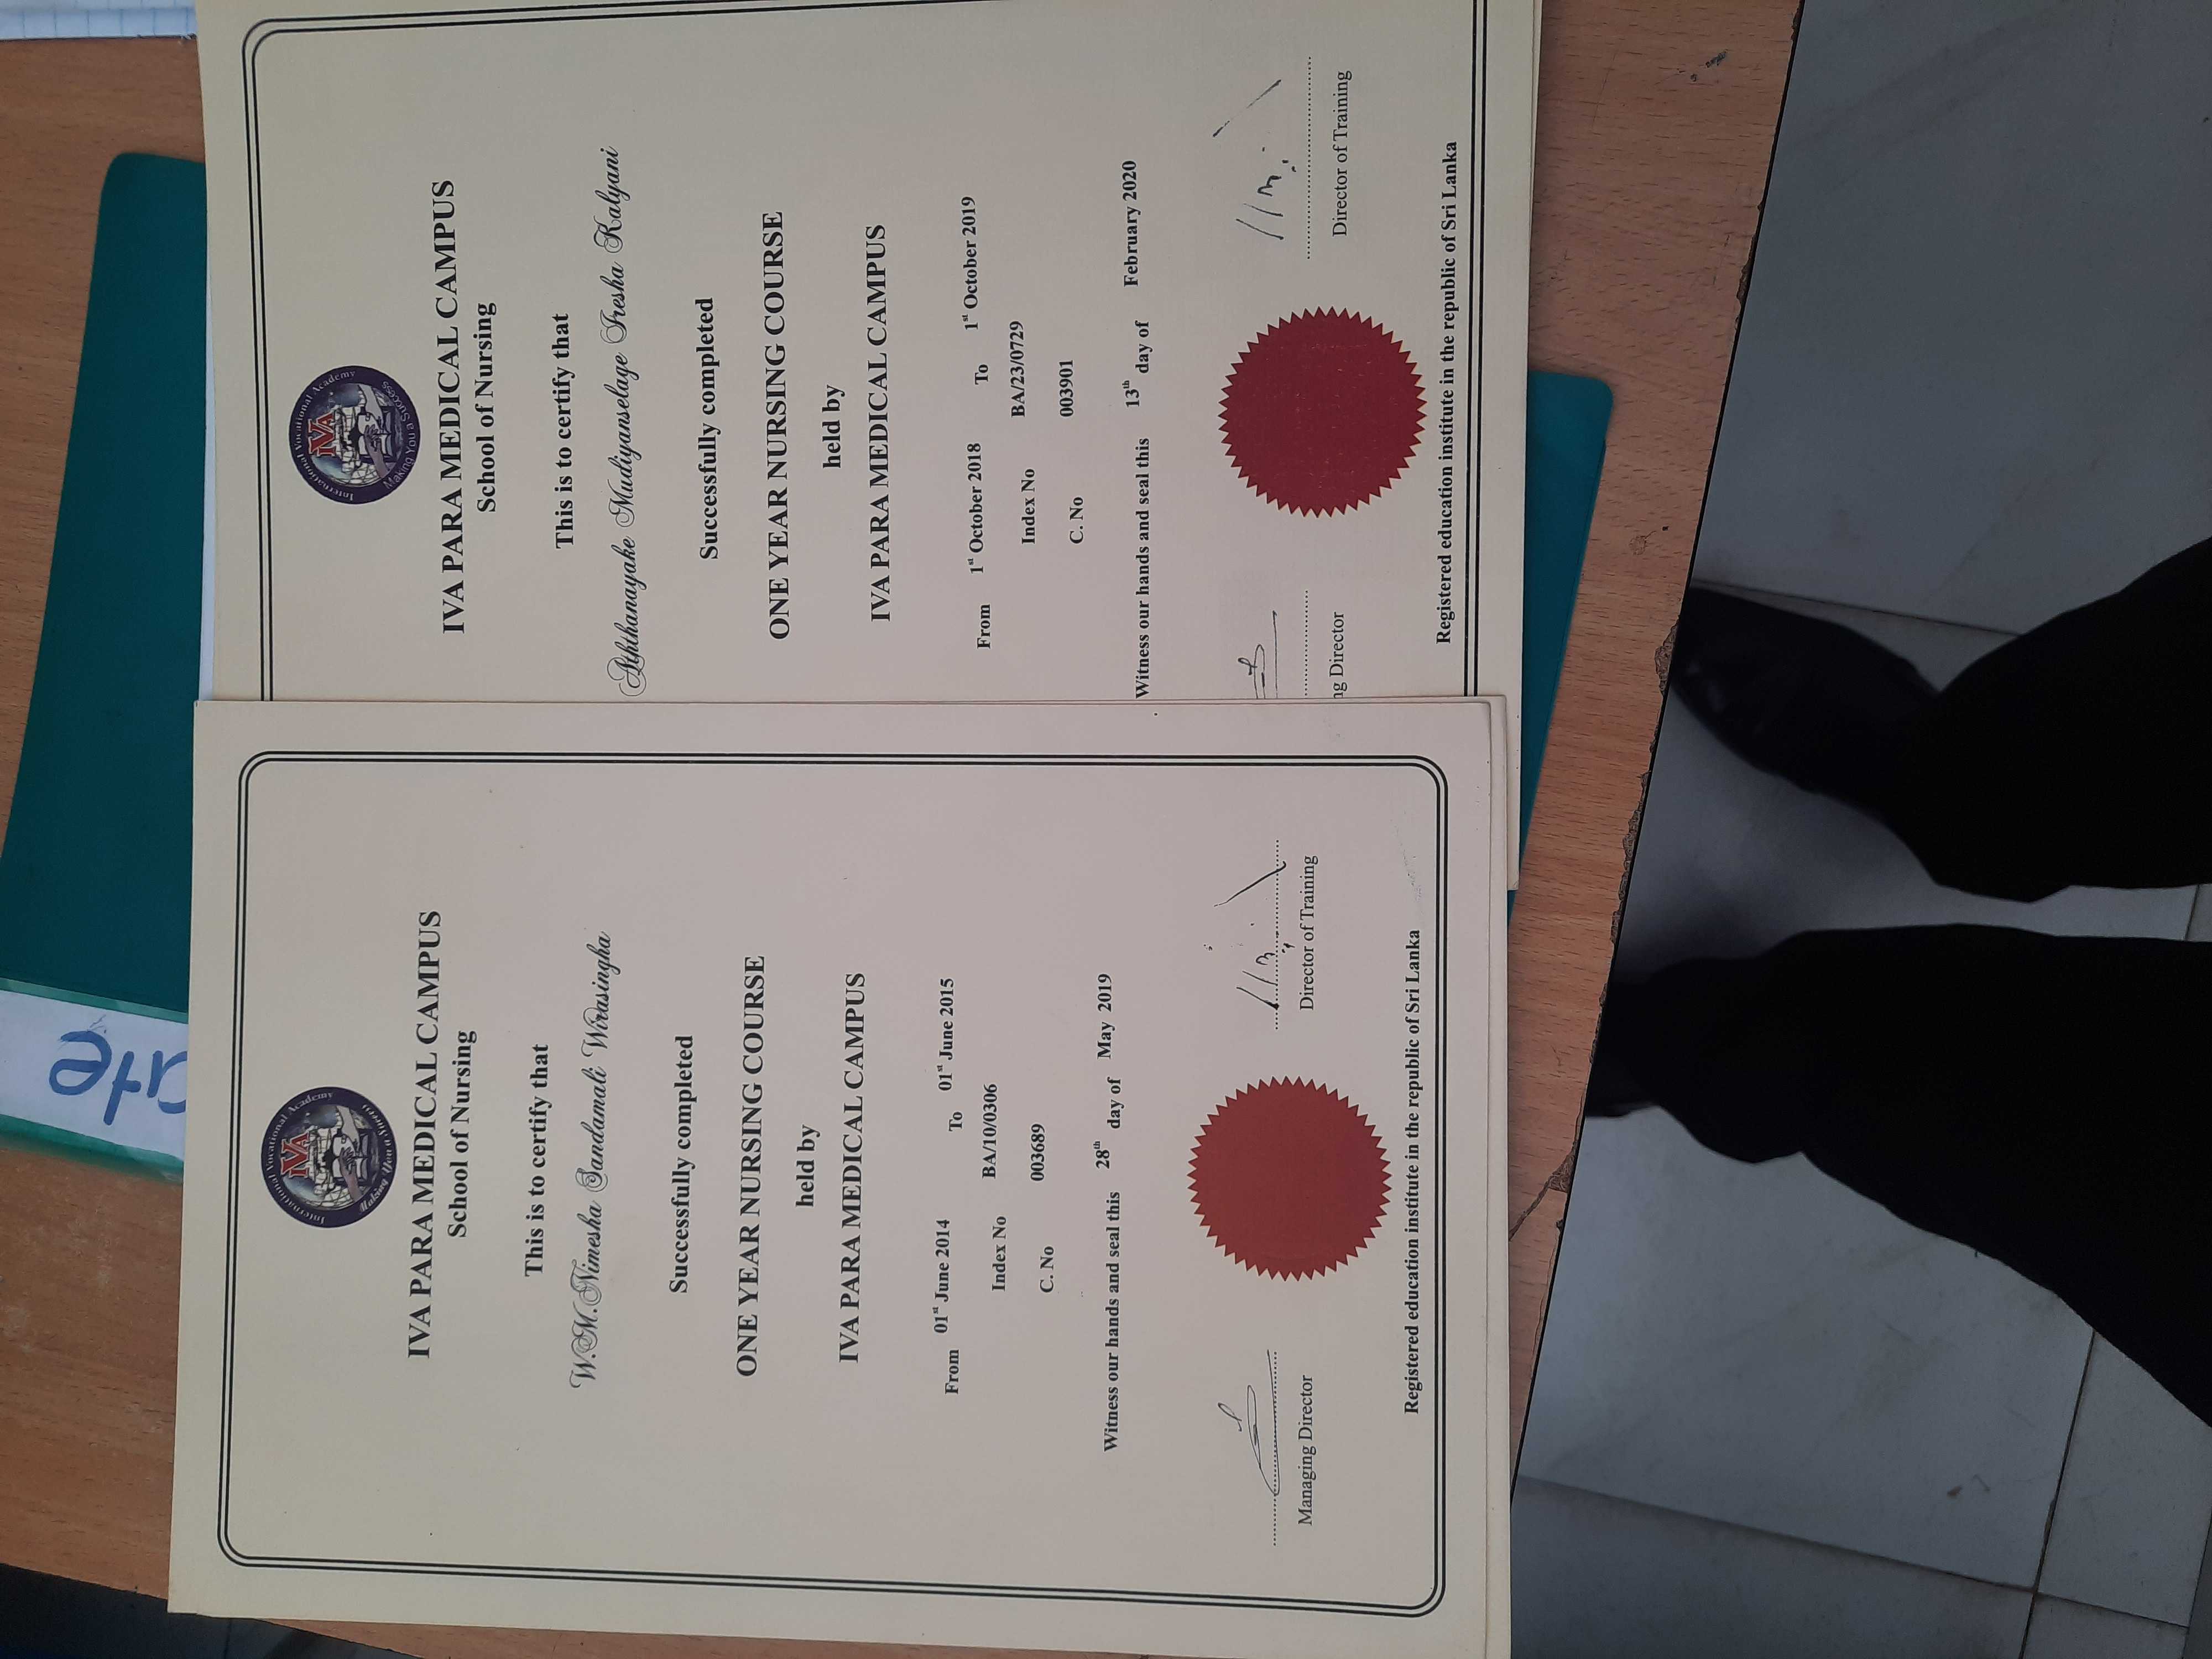 International Vocational Academy
IVA
Making You a Success
IVA PARA MEDICAL CAMPUS
School of Nursing
This is to certify that
W.M.Nimesha Sandamali Wirasingha
Successfully completed
ONE YEAR NURSING COURSE
held by
IVA PARA MEDICAL CAMPUS
From 01st June 2014 To 01st June 2015
Index No BA/10/0306
C. No 003689
Witness our hands and seal this 28th day of May 2019
Managing Director Director of Training
Registered education institute in the republic of Sri Lanka
International Vocational Academy
IVA
Making You a Success
IVA PARA MEDICAL CAMPUS
School of Nursing
This is to certify that
Aththanayake Mudiyanselage Iresha Kalyani
Successfully completed
ONE YEAR NURSING COURSE
held by
IVA PARA MEDICAL CAMPUS
From 1st October 2018 To 1st October 2019
Index No BA/23/0729
C. No 003901
Witness our hands and seal this 13th day of February 2020
ng Director Director of Training
Registered education institute in the republic of Sri Lanka
ate